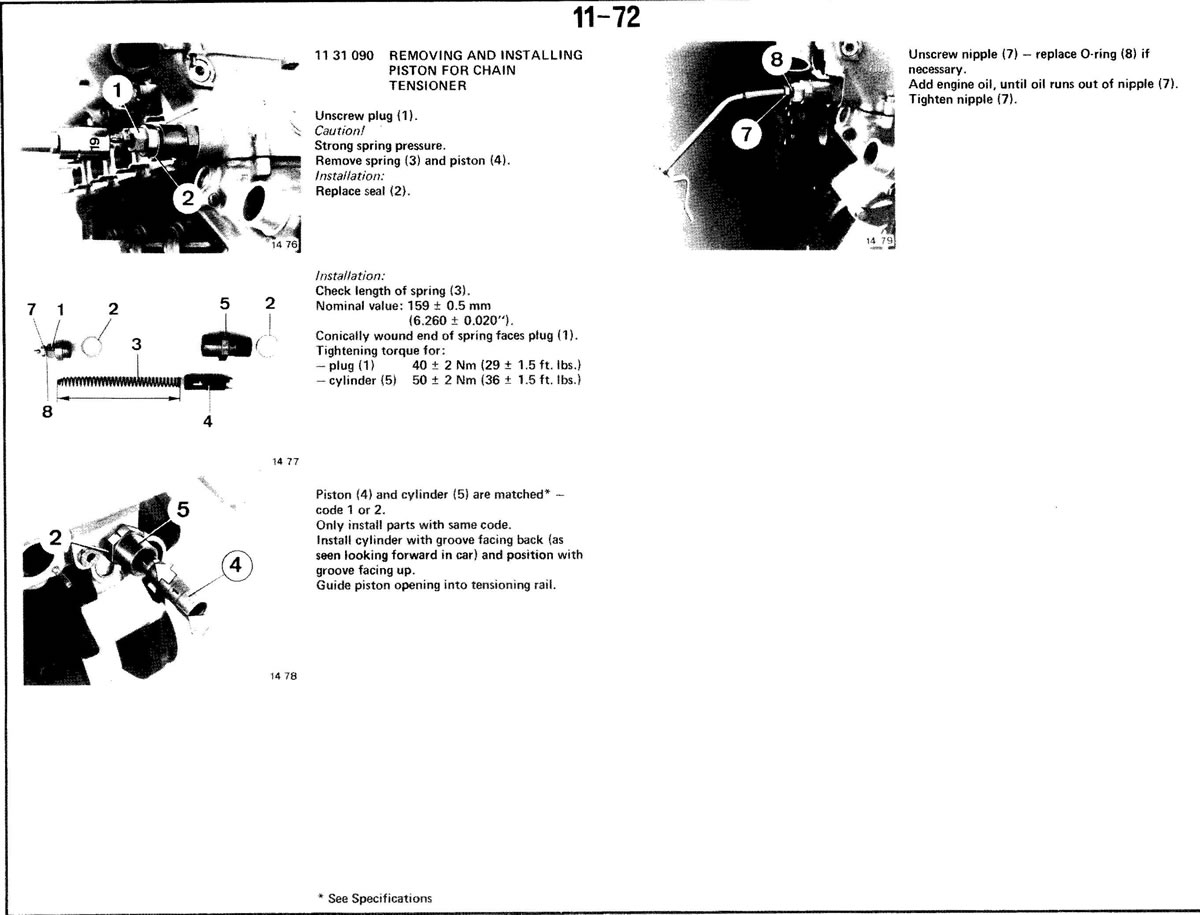 11-72
11 31 090 REMOVING AND INSTALLING
PISTON FOR CHAIN
TENSIONER
Unscrew plug (1).
Caution!
Strong spring pressure.
Remove spring (3) and piston (4).
Installation:
Replace seal (2).
1
19
2
14 76
Installation:
Check length of spring (3).
Nominal value: 159 ± 0.5 mm
(6.260 ± 0.020").
Conically wound end of spring faces plug (1).
Tightening torque for:
– plug (1) 40 ± 2 Nm (29 ± 1.5 ft. lbs.)
– cylinder (5) 50 ± 2 Nm (36 ± 1.5 ft. lbs.)
7 1 2 5 2
3
8
4
14 77
Piston (4) and cylinder (5) are matched* –
code 1 or 2.
Only install parts with same code.
Install cylinder with groove facing back (as
seen looking forward in car) and position with
groove facing up.
Guide piston opening into tensioning rail.
5
2
4
14 78
* See Specifications
8
7
14 79
Unscrew nipple (7) – replace O-ring (8) if
necessary.
Add engine oil, until oil runs out of nipple (7).
Tighten nipple (7).